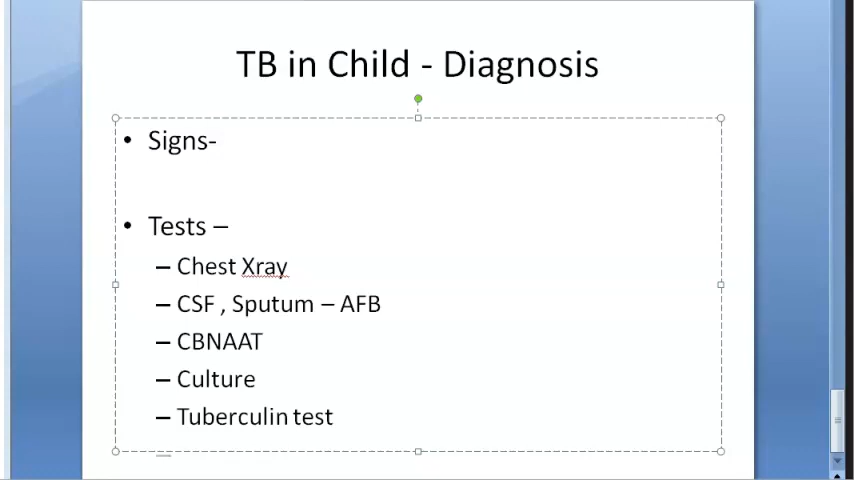 TB in Child - Diagnosis
• Signs-
• Tests –
– Chest Xray
– CSF , Sputum – AFB
– CBNAAT
– Culture
– Tuberculin test
–